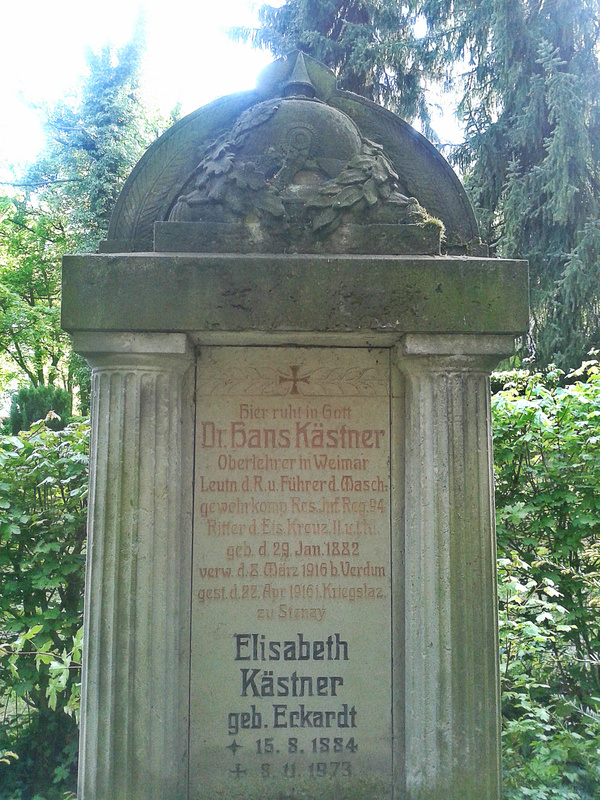 Hier ruht in Gott
Dr. Hans Kästner
Oberlehrer in Weimar
Leutn. d. R. u. Führer d. Masch.
gewehrkomp. Res. Inf. Reg. 94
Ritter d. Eis. Kreuz. II. u. I. Kl.
geb. d. 29. Jan. 1882
verw. d. 8. März 1916 b. Verdun
gest. d. 22. Apr. 1916 i. Kriegslaz.
zu Stenay
Elisabeth
Kästner
geb. Eckardt
15. 8. 1884
8. 11. 1973